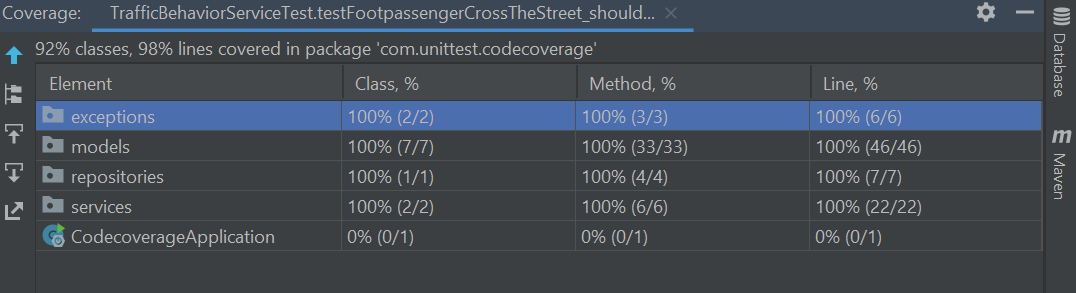 Coverage: TrafficBehaviorServiceTest.testFootpassengerCrossTheStreet_should... ×
92% classes, 98% lines covered in package 'com.unittest.codecoverage'
Element Class, % Method, % Line, %
exceptions 100% (2/2) 100% (3/3) 100% (6/6)
models 100% (7/7) 100% (33/33) 100% (46/46)
repositories 100% (1/1) 100% (4/4) 100% (7/7)
services 100% (2/2) 100% (6/6) 100% (22/22)
CodecoverageApplication 0% (0/1) 0% (0/1) 0% (0/1)
Database
m Maven